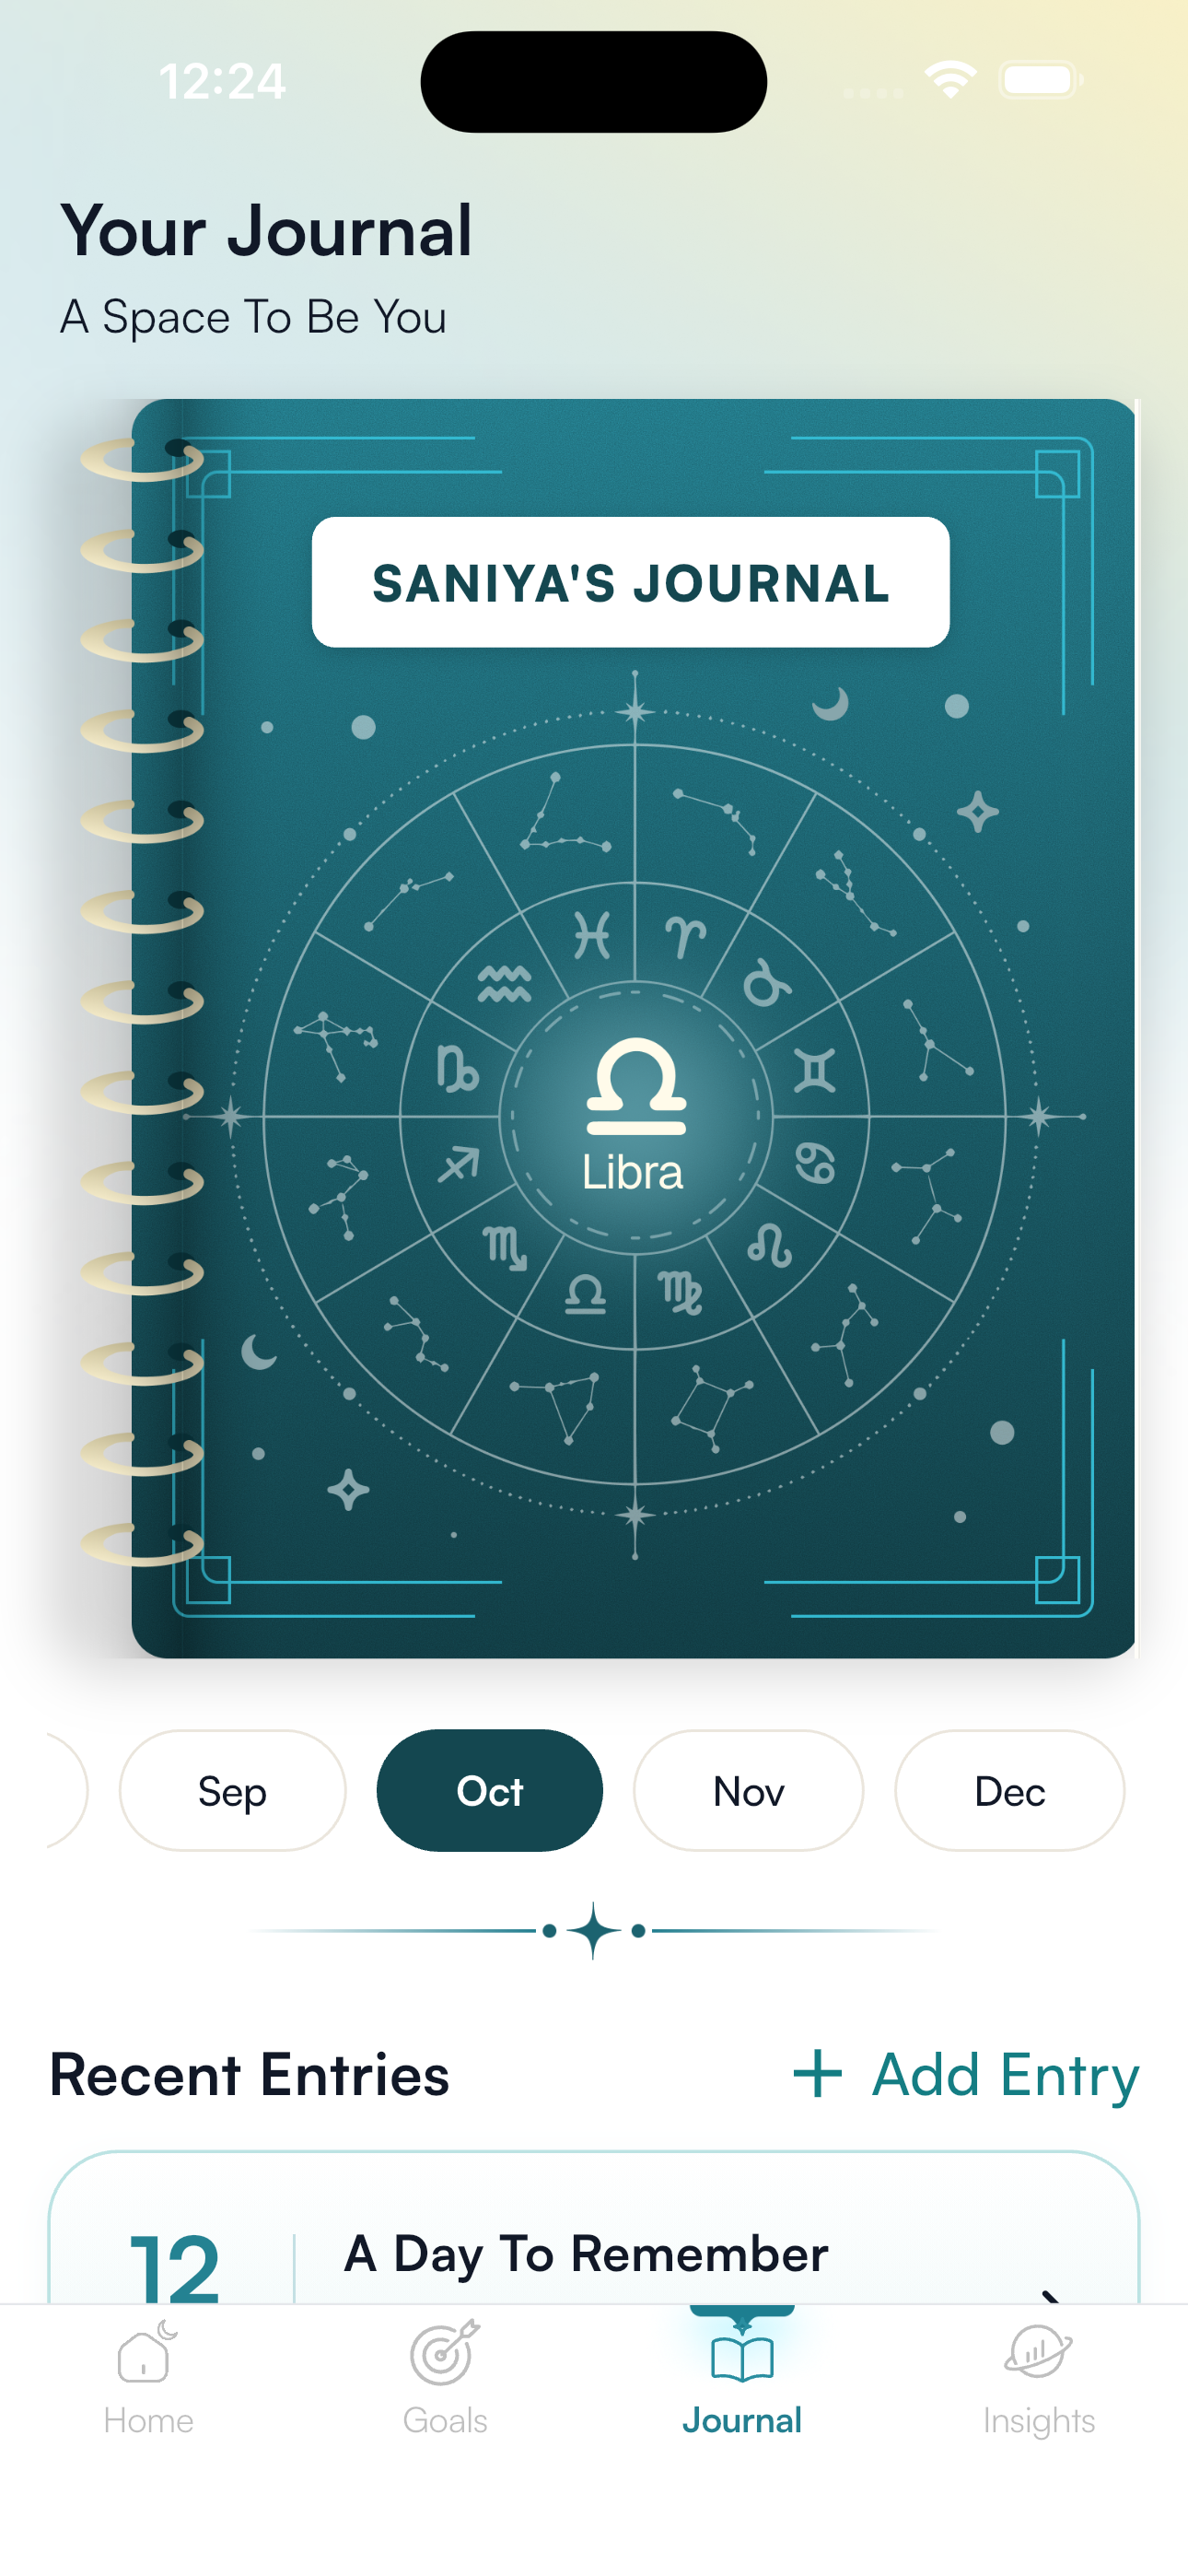 12:24
Your Journal
A Space To Be You
SANIYA'S JOURNAL
Libra
Sep Oct Nov Dec
Recent Entries + Add Entry
12 A Day To Remember
Home Goals Journal Insights